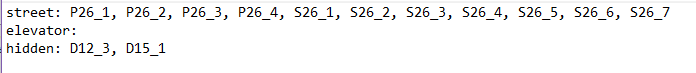 street: P26_1, P26_2, P26_3, P26_4, S26_1, S26_2, S26_3, S26_4, S26_5, S26_6, S26_7
elevator:
hidden: D12_3, D15_1